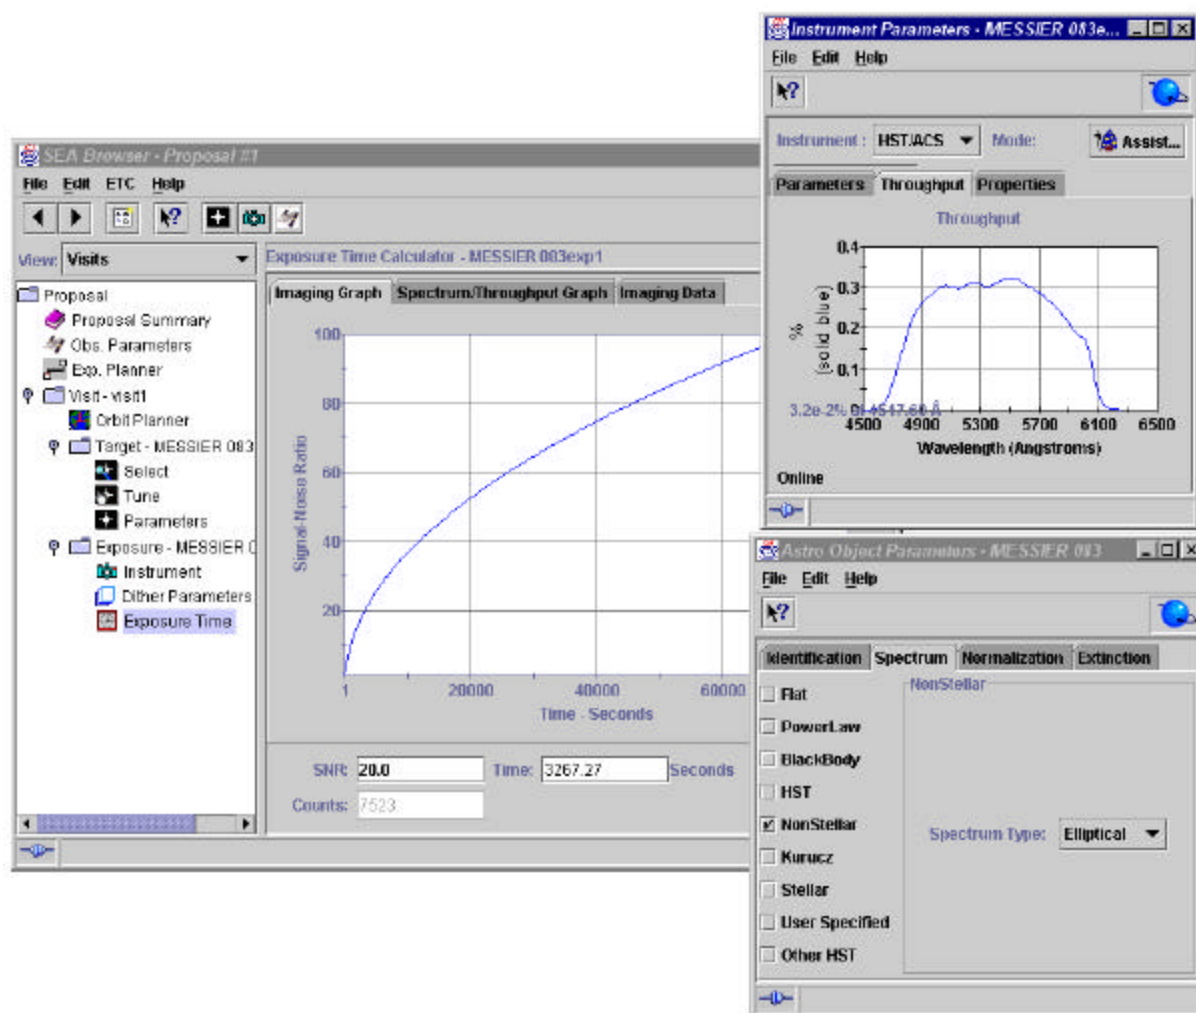 SEA Browser - Proposal #1
File Edit ETC Help
View: Visits
Proposal
Proposal Summary
Obs. Parameters
Exp. Planner
Visit - visit1
Orbit Planner
Target - MESSIER 083
Select
Tune
Parameters
Exposure - MESSIER 0
Instrument
Dither Parameters
Exposure Time
Exposure Time Calculator - MESSIER 083exp1
Imaging Graph Spectrum/Throughput Graph Imaging Data
100
80
60
40
20
Signal-Noise Ratio
1 20000 40000 60000
Time - Seconds
SNR: 20.0 Time: 3267.27 Seconds
Counts: 7523.
Instrument Parameters - MESSIER 083e...
File Edit Help
Instrument: HST/ACS Mode: Assist...
Parameters Throughput Properties
Throughput
0.4
0.3
0.2
0.1
%
(solid blue)
3.2e-2% @ 4517.60 Å
4500 4900 5300 5700 6100 6500
Wavelength (Angstroms)
Online
Astro Object Parameters - MESSIER 083
File Edit Help
Identification Spectrum Normalization Extinction
Flat
PowerLaw
BlackBody
HST
NonStellar
Kurucz
Stellar
User Specified
Other HST
NonStellar
Spectrum Type: Elliptical